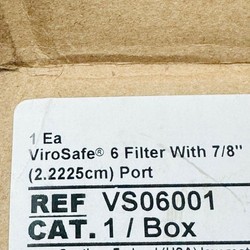 1 Ea
ViroSafe® 6 Filter With 7/8"
(2.2225cm) Port
REF VS06001
CAT. 1 / Box